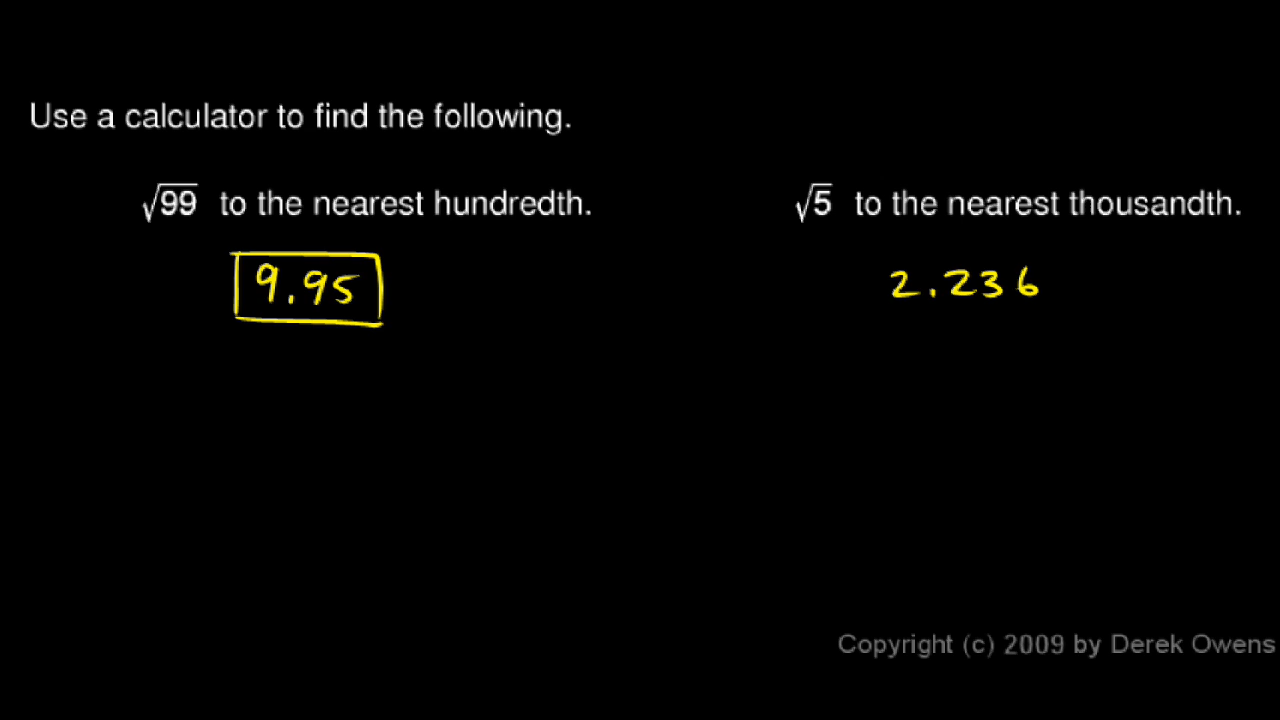 Use a calculator to find the following.
√99 to the nearest hundredth.
√5 to the nearest thousandth.
9.95
2.236
Copyright (c) 2009 by Derek Owens